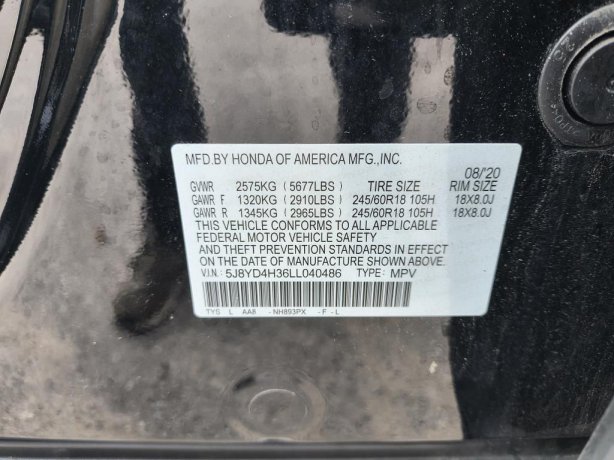 MFD.BY HONDA OF AMERICA MFG.,INC.
08/'20
GVWR 2575KG (5677LBS) TIRE SIZE RIM SIZE
GAWR F 1320KG (2910LBS) 245/60R18 105H 18X8.0J
GAWR R 1345KG (2965LBS) 245/60R18 105H 18X8.0J
THIS VEHICLE CONFORMS TO ALL APPLICABLE
FEDERAL MOTOR VEHICLE SAFETY
AND THEFT PREVENTION STANDARDS IN EFFECT
ON THE DATE OF MANUFACTURE SHOWN ABOVE.
V.I.N.: 5J8YD4H36LL040486 TYPE: MPV
TYS L AA8 -NH893PX -F -L